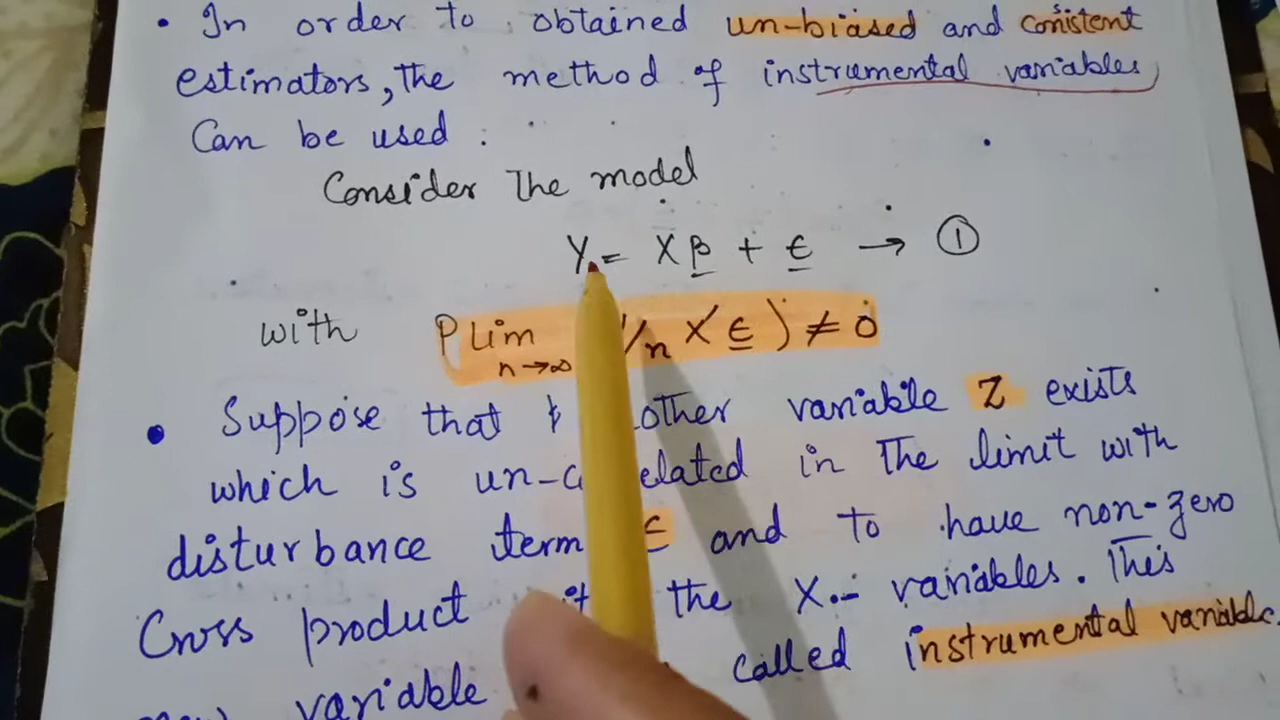 • In order to obtained un-biased and consistent
estimators, the method of instrumental variables
Can be used :
Consider The model
Y = Xβ + ε → ①
with Plim n→∞ 1/n X'ε) ≠ 0
• Suppose that other variable Z exists
which is un-c elated in The limit with
disturbance term ε and to have non-zero
Cross product the X - variables. This
variable called instrumental variable.